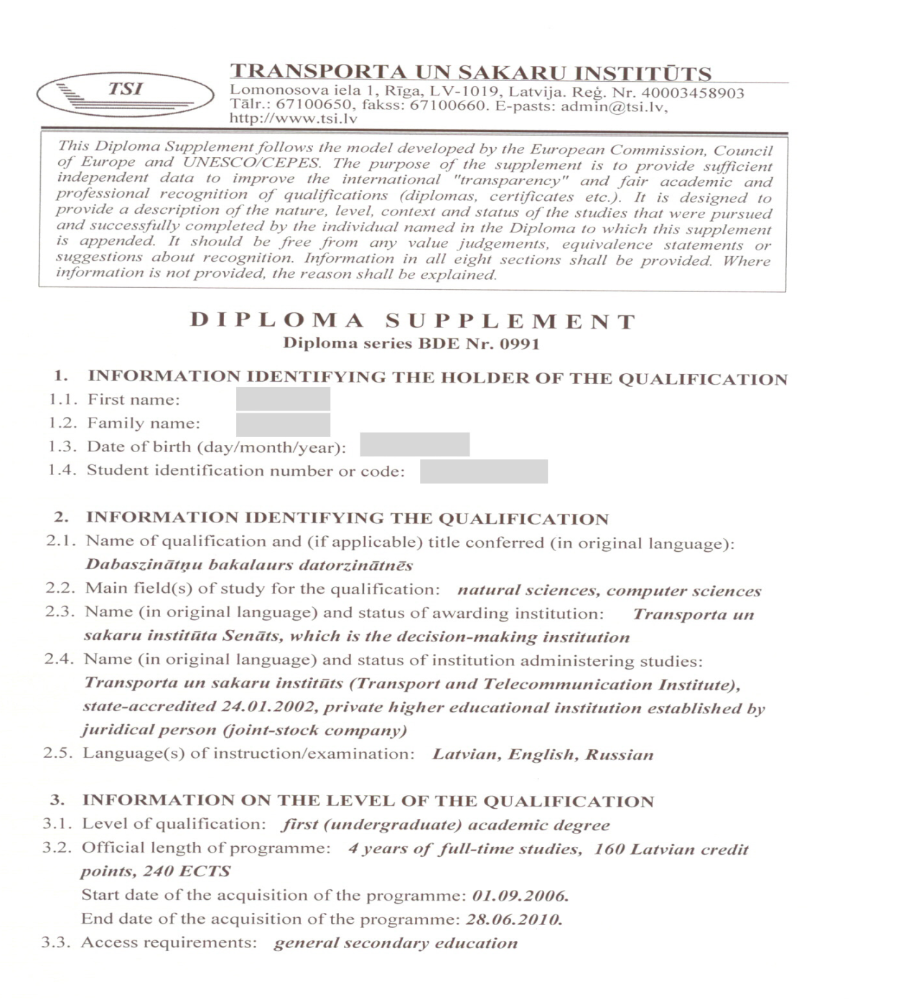 TSI
TRANSPORTA UN SAKARU INSTITŪTS
Lomonosova iela 1, Rīga, LV-1019, Latvija. Reģ. Nr. 40003458903
Tālr.: 67100650, fakss: 67100660. E-pasts: admin@tsi.lv,
http://www.tsi.lv
This Diploma Supplement follows the model developed by the European Commission, Council
of Europe and UNESCO/CEPES. The purpose of the supplement is to provide sufficient
independent data to improve the international "transparency" and fair academic and
professional recognition of qualifications (diplomas, certificates etc.). It is designed to
provide a description of the nature, level, context and status of the studies that were pursued
and successfully completed by the individual named in the Diploma to which this supplement
is appended. It should be free from any value judgements, equivalence statements or
suggestions about recognition. Information in all eight sections shall be provided. Where
information is not provided, the reason shall be explained.
DIPLOMA SUPPLEMENT
Diploma series BDE Nr. 0991
1. INFORMATION IDENTIFYING THE HOLDER OF THE QUALIFICATION
1.1. First name:
1.2. Family name:
1.3. Date of birth (day/month/year):
1.4. Student identification number or code:
2. INFORMATION IDENTIFYING THE QUALIFICATION
2.1. Name of qualification and (if applicable) title conferred (in original language):
Dabaszinātņu bakalaurs datorzinātnēs
2.2. Main field(s) of study for the qualification: natural sciences, computer sciences
2.3. Name (in original language) and status of awarding institution: Transporta un
sakaru institūta Senāts, which is the decision-making institution
2.4. Name (in original language) and status of institution administering studies:
Transporta un sakaru institūts (Transport and Telecommunication Institute),
state-accredited 24.01.2002, private higher educational institution established by
juridical person (joint-stock company)
2.5. Language(s) of instruction/examination: Latvian, English, Russian
3. INFORMATION ON THE LEVEL OF THE QUALIFICATION
3.1. Level of qualification: first (undergraduate) academic degree
3.2. Official length of programme: 4 years of full-time studies, 160 Latvian credit
points, 240 ECTS
Start date of the acquisition of the programme: 01.09.2006.
End date of the acquisition of the programme: 28.06.2010.
3.3. Access requirements: general secondary education